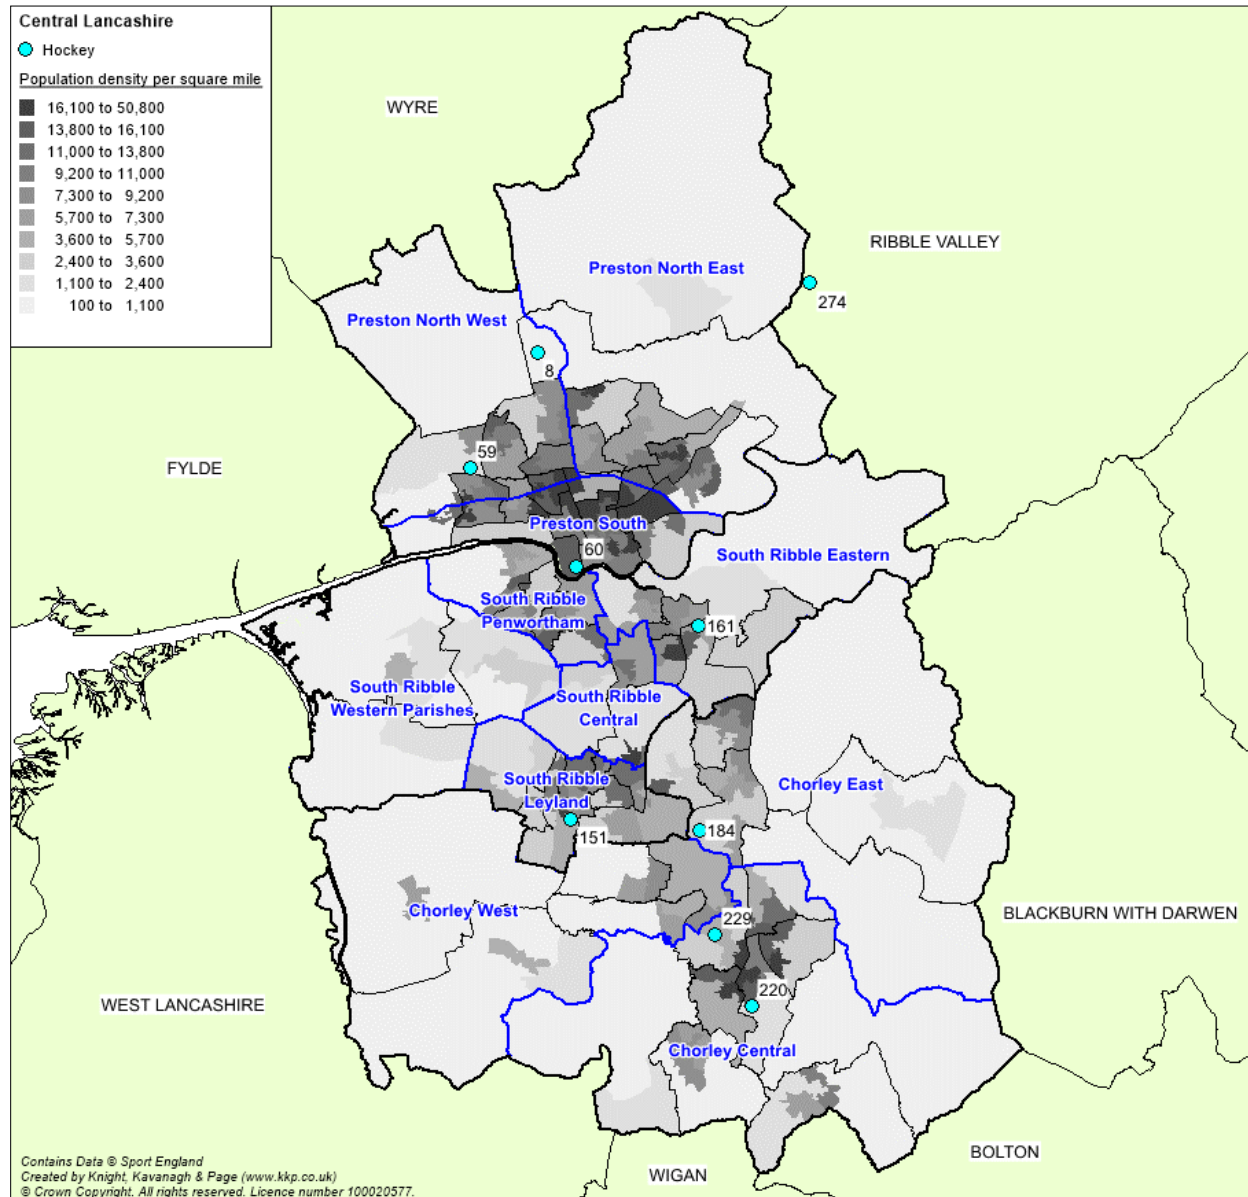 Central Lancashire
Hockey
Population density per square mile
16,100 to 50,800
13,800 to 16,100
11,000 to 13,800
9,200 to 11,000
7,300 to 9,200
5,700 to 7,300
3,600 to 5,700
2,400 to 3,600
1,100 to 2,400
100 to 1,100
WYRE
RIBBLE VALLEY
Preston North East
274
Preston North West
8
59
FYLDE
Preston South
60
South Ribble Eastern
South Ribble
Penwortham
161
South Ribble
Western Parishes
South Ribble
Central
South Ribble
Leyland
Chorley East
151
184
Chorley West
229
BLACKBURN WITH DARWEN
220
WEST LANCASHIRE
Chorley Central
BOLTON
WIGAN
Contains Data © Sport England
Created by Knight, Kavanagh & Page (www.kkp.co.uk)
© Crown Copyright. All rights reserved. Licence number 100020577.